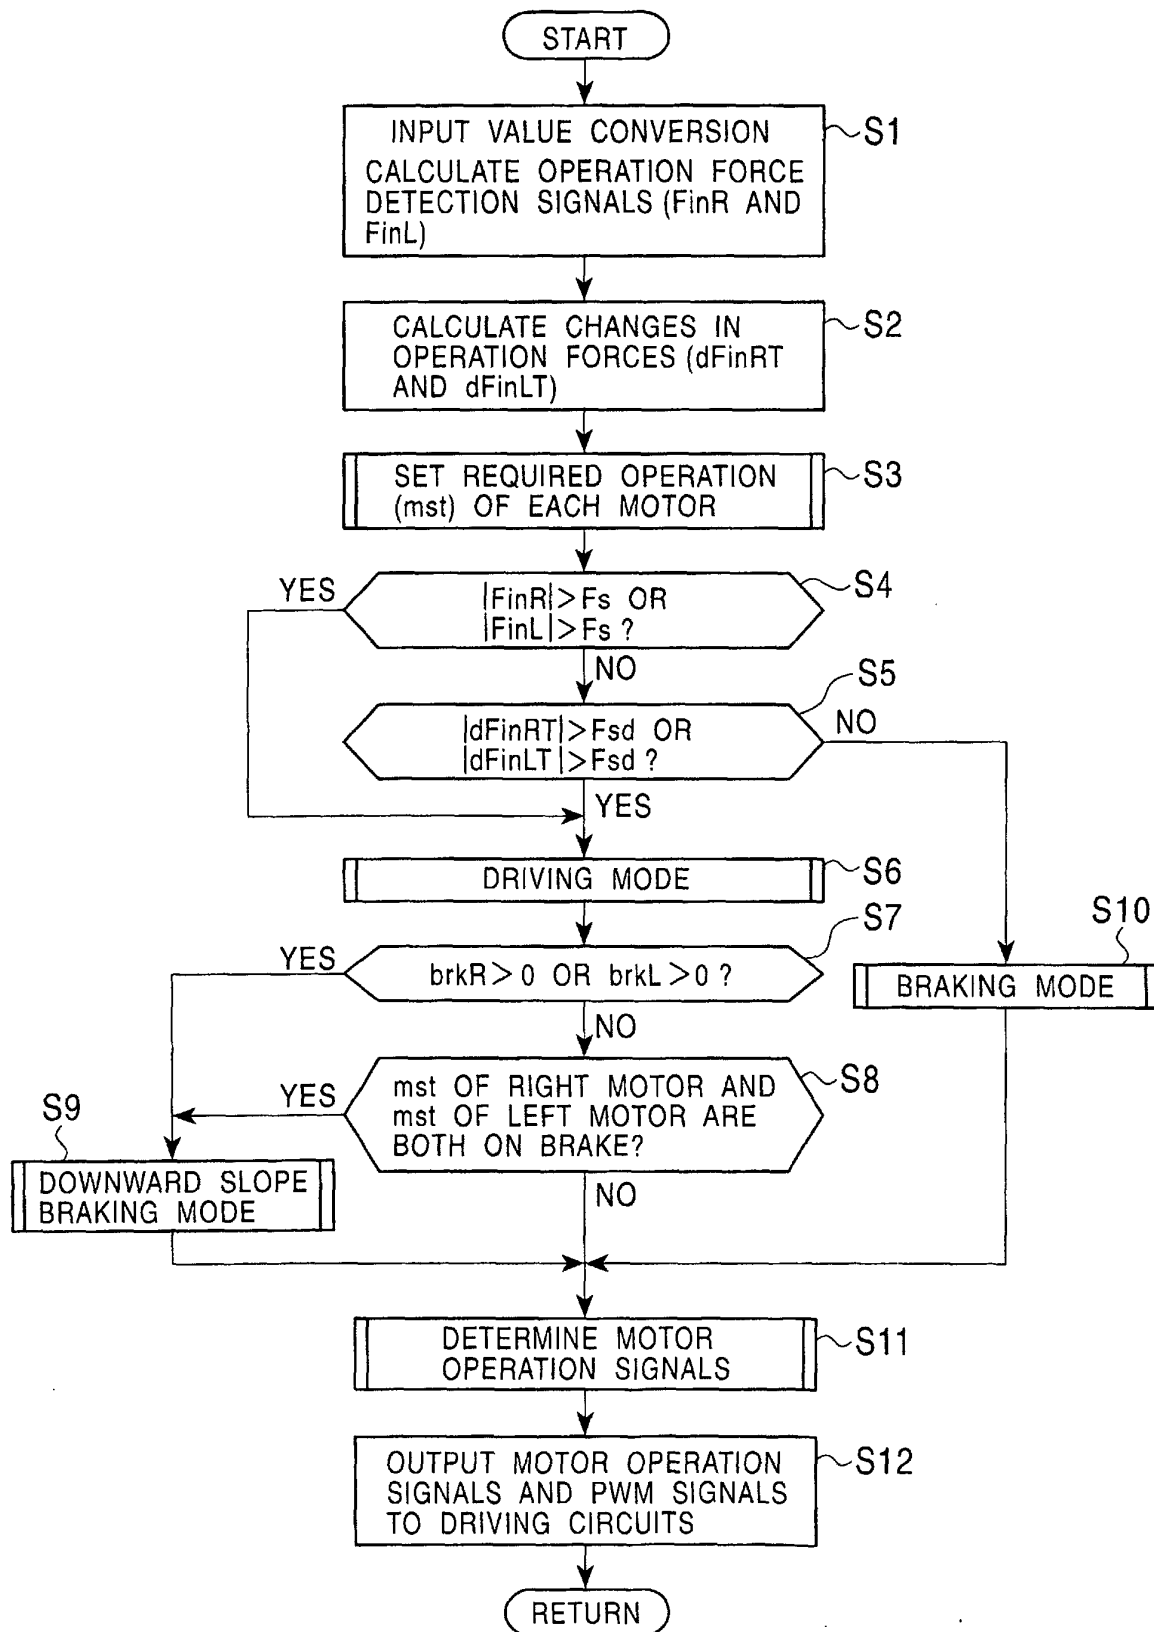 START
INPUT VALUE CONVERSION
CALCULATE OPERATION FORCE
DETECTION SIGNALS (FinR AND
FinL)
S1
CALCULATE CHANGES IN
OPERATION FORCES (dFinRT
AND dFinLT)
S2
SET REQUIRED OPERATION
(mst) OF EACH MOTOR
S3
YES
|FinR|>Fs OR
|FinL|>Fs ?
S4
NO
S5
|dFinRT|>Fsd OR
|dFinLT|>Fsd ?
NO
YES
DRIVING MODE
S6
S7
YES
brkR>0 OR brkL>0 ?
S10
BRAKING MODE
NO
YES
mst OF RIGHT MOTOR AND
mst OF LEFT MOTOR ARE
BOTH ON BRAKE?
S8
S9
DOWNWARD SLOPE
BRAKING MODE
NO
DETERMINE MOTOR
OPERATION SIGNALS
S11
OUTPUT MOTOR OPERATION
SIGNALS AND PWM SIGNALS
TO DRIVING CIRCUITS
S12
RETURN